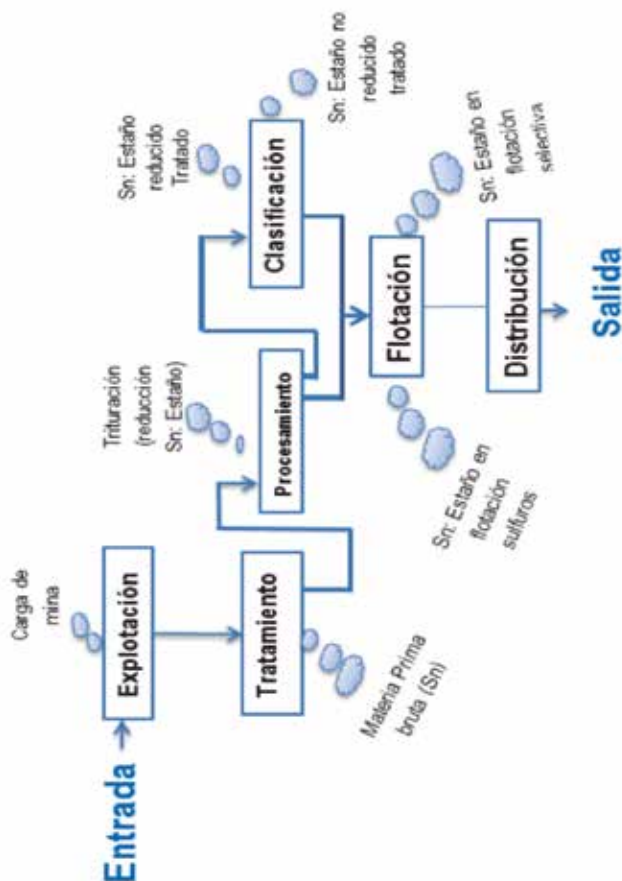 Entrada
Carga de
mina
Explotación
Tratamiento
Materia Prima
bruta (Sn)
Trituración
(reducción
Sn: Estaño)
Procesamiento
Sn: Estaño
reducido
Tratado
Clasificación
Sn: Estaño no
reducido
tratado
Flotación
Sn: Estaño en
flotación
sulfuros
Sn: Estaño en
flotación
selectiva
Distribución
Salida